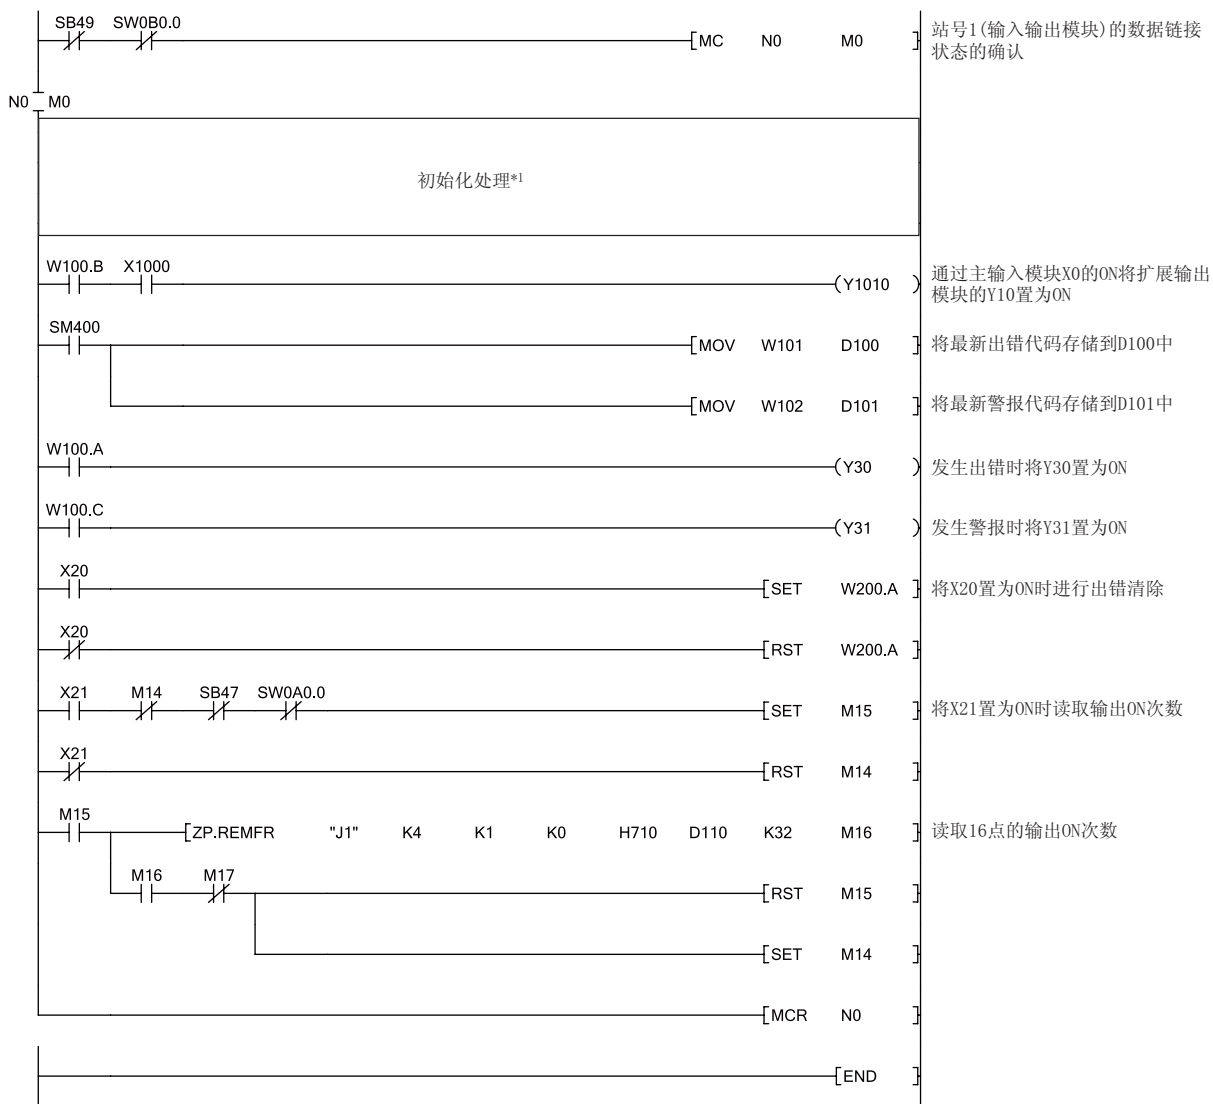 SB49 SW0B0.0
MC N0 M0 站号1(输入输出模块)的数据链接
状态的确认
N0 M0
初始化处理*1
W100.B X1000
Y1010 通过主输入模块X0的ON将扩展输出
模块的Y10置为ON
SM400
MOV W101 D100 将最新出错代码存储到D100中
MOV W102 D101 将最新警报代码存储到D101中
W100.A
Y30 发生出错时将Y30置为ON
W100.C
Y31 发生警报时将Y31置为ON
X20
SET W200.A 将X20置为ON时进行出错清除
X20
RST W200.A
X21 M14 SB47 SW0A0.0
SET M15 将X21置为ON时读取输出ON次数
X21
RST M14
M15
ZP.REMFR "J1" K4 K1 K0 H710 D110 K32 M16 读取16点的输出ON次数
M16 M17
RST M15
SET M14
MCR N0
END